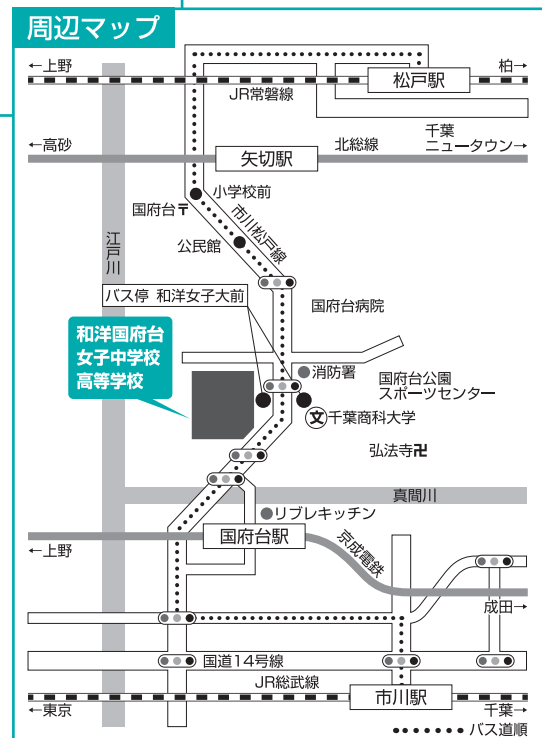 周辺マップ
←上野
柏→
松戸駅
JR常磐線
千葉
ニュータウン→
←高砂
北総線
矢切駅
小学校前
国府台〒
市川松戸線
公民館
江戸川
バス停 和洋女子大前
国府台病院
和洋国府台
女子中学校
高等学校
消防署
国府台公園
スポーツセンター
文千葉商科大学
弘法寺卍
真間川
リブレキッチン
国府台駅
←上野
京成電鉄
成田→
国道14号線
JR総武線
市川駅
←東京
千葉→
バス道順